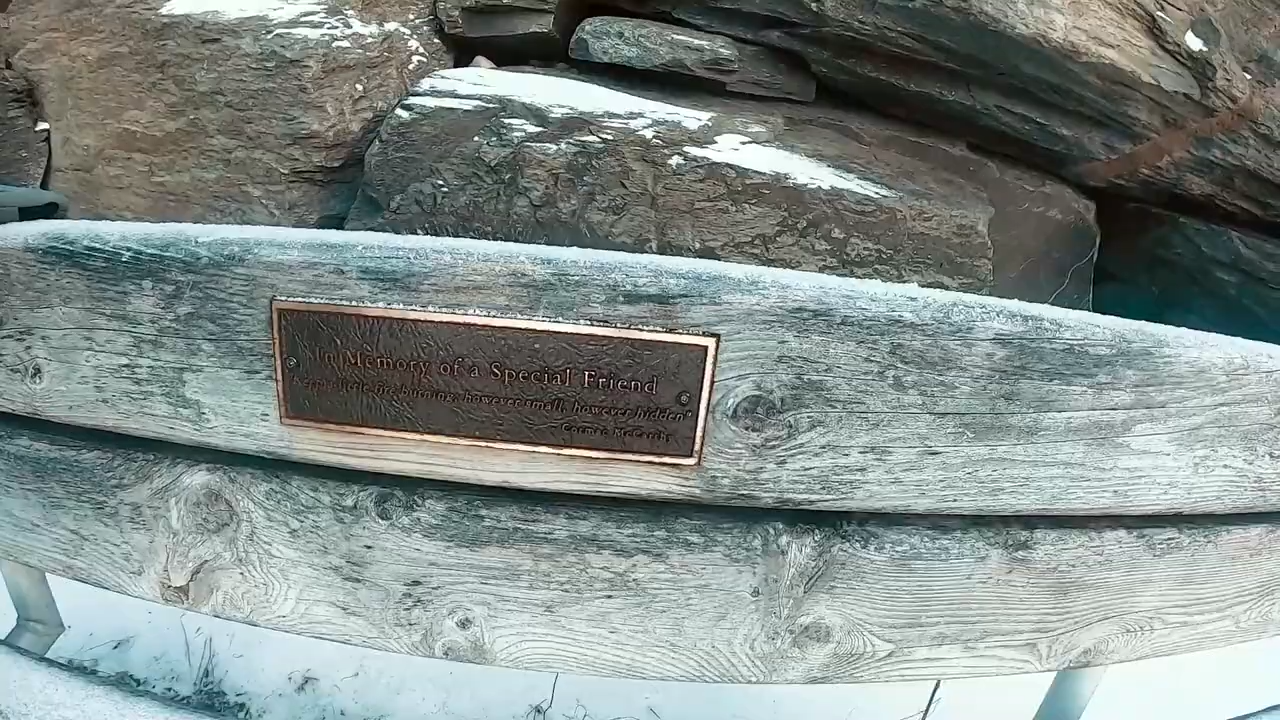 In Memory of a Special Friend
"Keep a little fire burning; however small, however hidden"
Cormac McCarthy